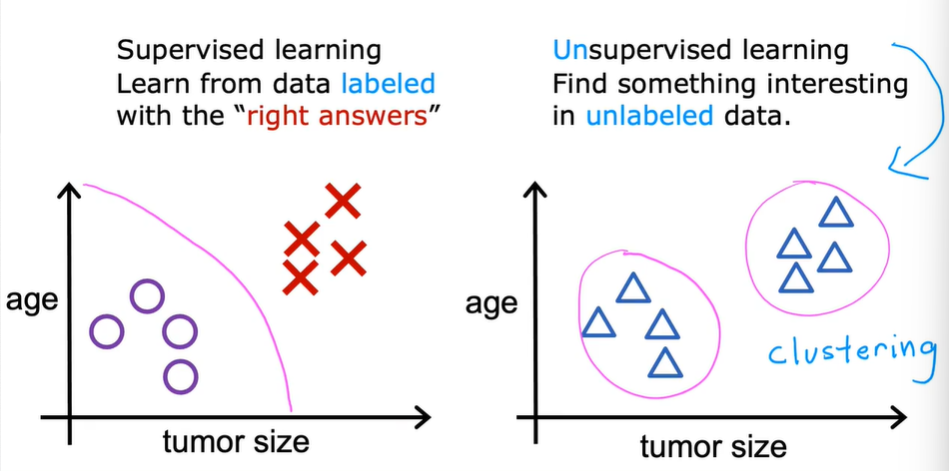 Supervised learning
Learn from data labeled
with the “right answers”
age
tumor size
Unsupervised learning
Find something interesting
in unlabeled data.
age
clustering
tumor size